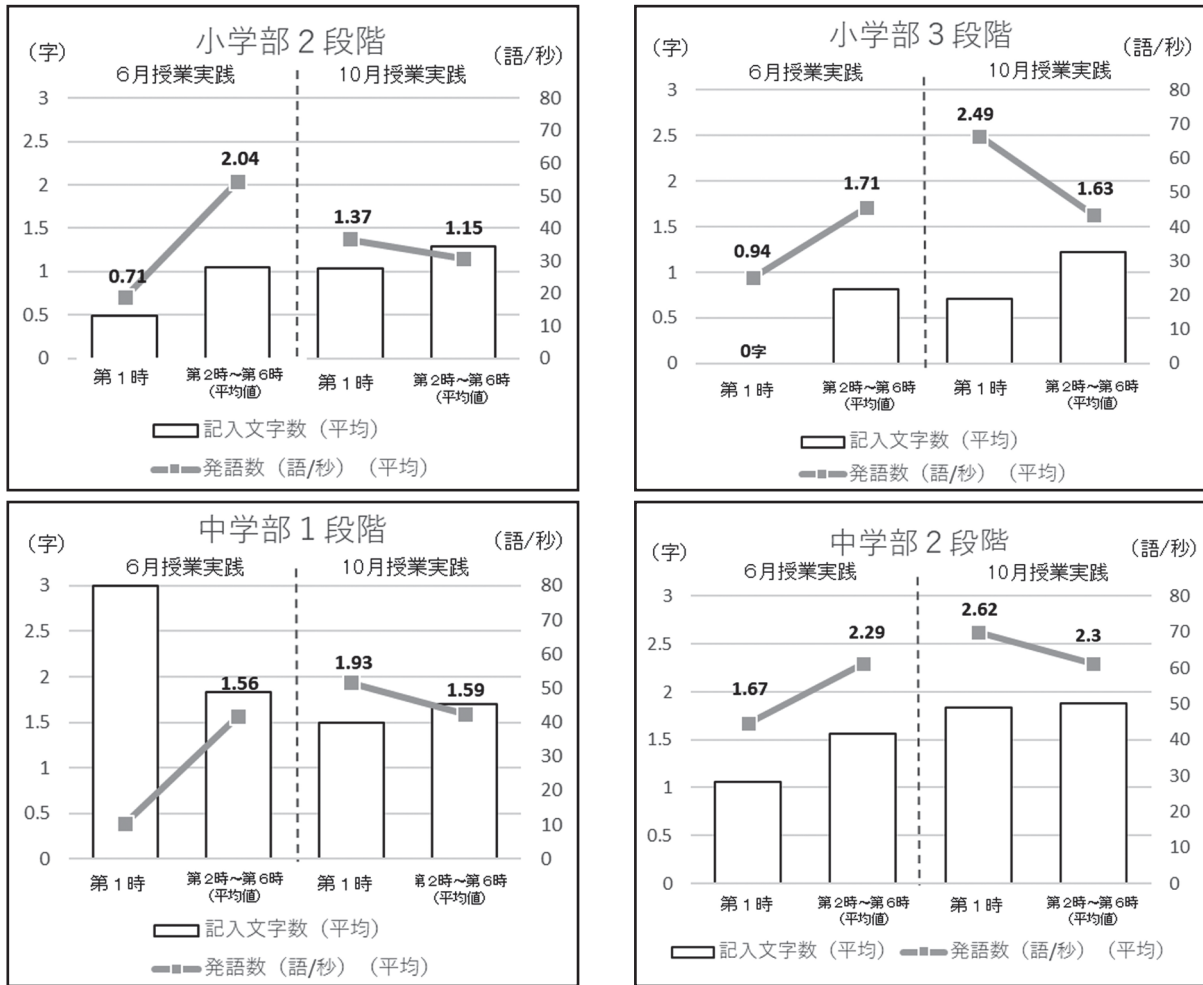 小学部２段階
(字)
(語/秒)
６月授業実践
10月授業実践
3
2.5
2
1.5
1
0.5
0
80
70
60
50
40
30
20
10
0
0.71
2.04
1.37
1.15
第１時
第２時～第６時
(平均値)
第１時
第２時～第６時
(平均値)
記入文字数（平均）
発語数（語/秒）（平均）
小学部３段階
(字)
(語/秒)
６月授業実践
10月授業実践
3
2.5
2
1.5
1
0.5
0
80
70
60
50
40
30
20
10
0
0.94
1.71
2.49
1.63
0字
第１時
第２時～第６時
(平均値)
第１時
第２時～第６時
(平均値)
記入文字数（平均）
発語数（語/秒）（平均）
中学部１段階
(字)
(語/秒)
６月授業実践
10月授業実践
3
2.5
2
1.5
1
0.5
0
80
70
60
50
40
30
20
10
0
1.56
1.93
1.59
第１時
第２時～第６時
(平均値)
第１時
第２時～第６時
(平均値)
記入文字数（平均）
発語数（語/秒）（平均）
中学部２段階
(字)
(語/秒)
６月授業実践
10月授業実践
3
2.5
2
1.5
1
0.5
0
80
70
60
50
40
30
20
10
0
1.67
2.29
2.62
2.3
第１時
第２時～第６時
(平均値)
第１時
第２時～第６時
(平均値)
記入文字数（平均）
発語数（語/秒）（平均）